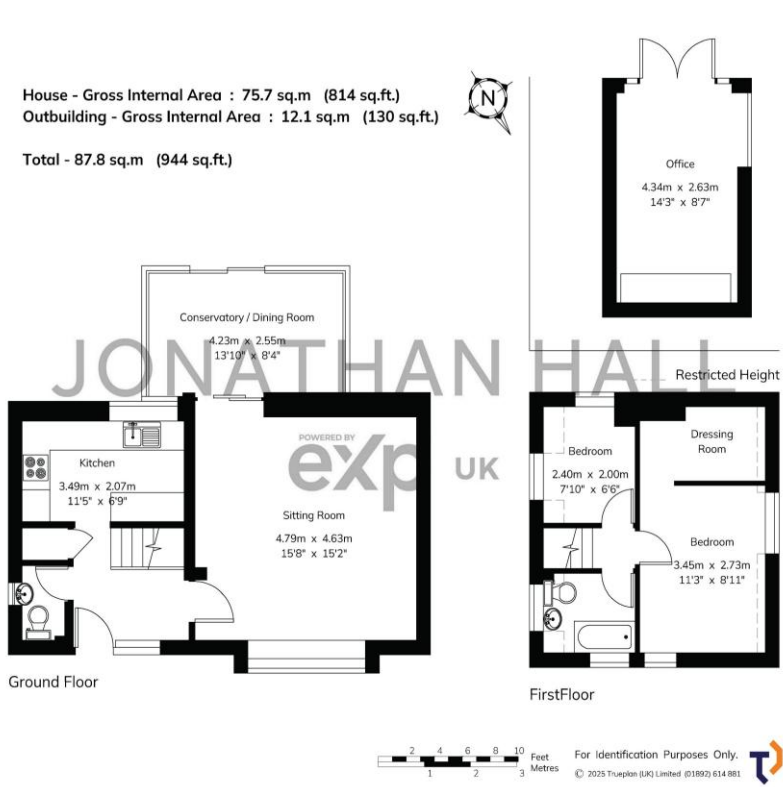 House - Gross Internal Area : 75.7 sq.m (814 sq.ft.)
Outbuilding - Gross Internal Area : 12.1 sq.m (130 sq.ft.)
Total - 87.8 sq.m (944 sq.ft.)
N
Office
4.34m x 2.63m
14'3" x 8'7"
Conservatory / Dining Room
4.23m x 2.55m
13'10" x 8'4"
JONATHAN HALL
POWERED BY
eXp UK
Restricted Height
Kitchen
3.49m x 2.07m
11'5" x 6'9"
Sitting Room
4.79m x 4.63m
15'8" x 15'2"
Bedroom
2.40m x 2.00m
7'10" x 6'6"
Dressing
Room
Bedroom
3.45m x 2.73m
11'3" x 8'11"
Ground Floor
FirstFloor
2 4 6 8 10 Feet
1 2 3 Metres
For Identification Purposes Only.
© 2025 Trueplan (UK) Limited (01892) 614 881